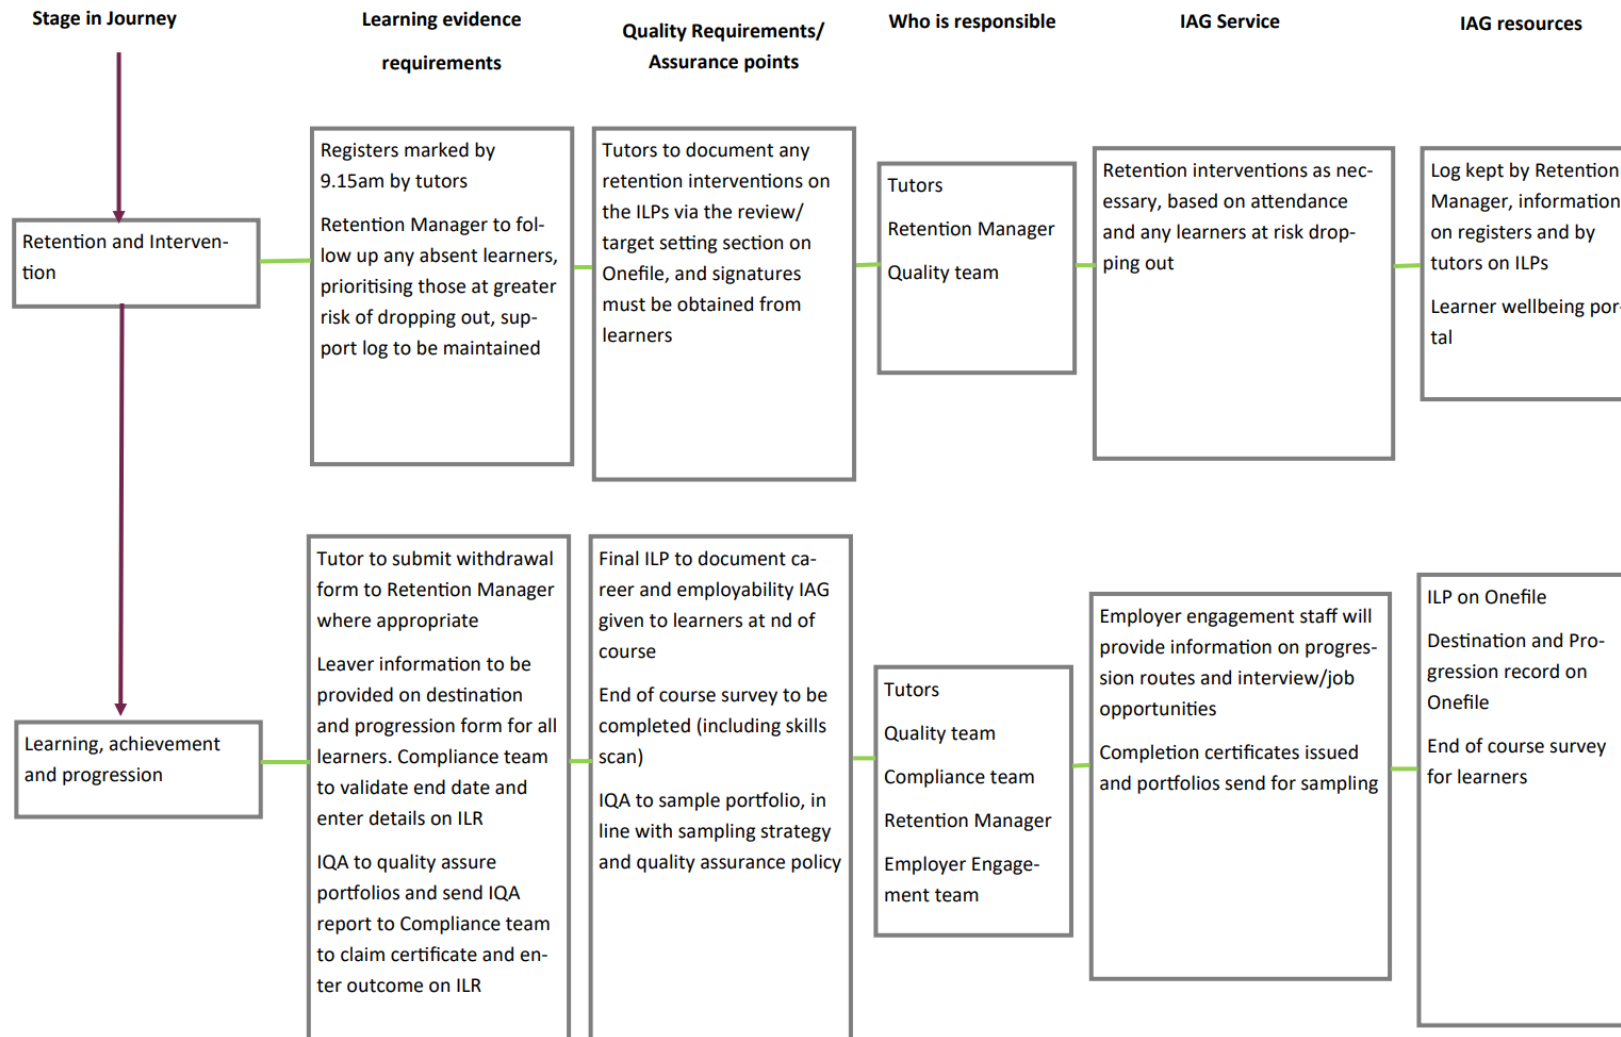 Stage in Journey
Learning evidence
requirements
Quality Requirements/
Assurance points
Who is responsible
IAG Service
IAG resources
Retention and Interven-
tion
Registers marked by
9.15am by tutors
Retention Manager to fol-
low up any absent learners,
prioritising those at greater
risk of dropping out, sup-
port log to be maintained
Tutors to document any
retention interventions on
the ILPs via the review/
target setting section on
Onefile, and signatures
must be obtained from
learners
Tutors
Retention Manager
Quality team
Retention interventions as nec-
essary, based on attendance
and any learners at risk drop-
ping out
Log kept by Retention
Manager, information
on registers and by
tutors on ILPs
Learner wellbeing por-
tal
Learning, achievement
and progression
Tutor to submit withdrawal
form to Retention Manager
where appropriate
Leaver information to be
provided on destination
and progression form for all
learners. Compliance team
to validate end date and
enter details on ILR
IQA to quality assure
portfolios and send IQA
report to Compliance team
to claim certificate and en-
ter outcome on ILR
Final ILP to document ca-
reer and employability IAG
given to learners at nd of
course
End of course survey to be
completed (including skills
scan)
IQA to sample portfolio, in
line with sampling strategy
and quality assurance policy
Tutors
Quality team
Compliance team
Retention Manager
Employer Engage-
ment team
Employer engagement staff will
provide information on progres-
sion routes and interview/job
opportunities
Completion certificates issued
and portfolios send for sampling
ILP on Onefile
Destination and Pro-
gression record on
Onefile
End of course survey
for learners